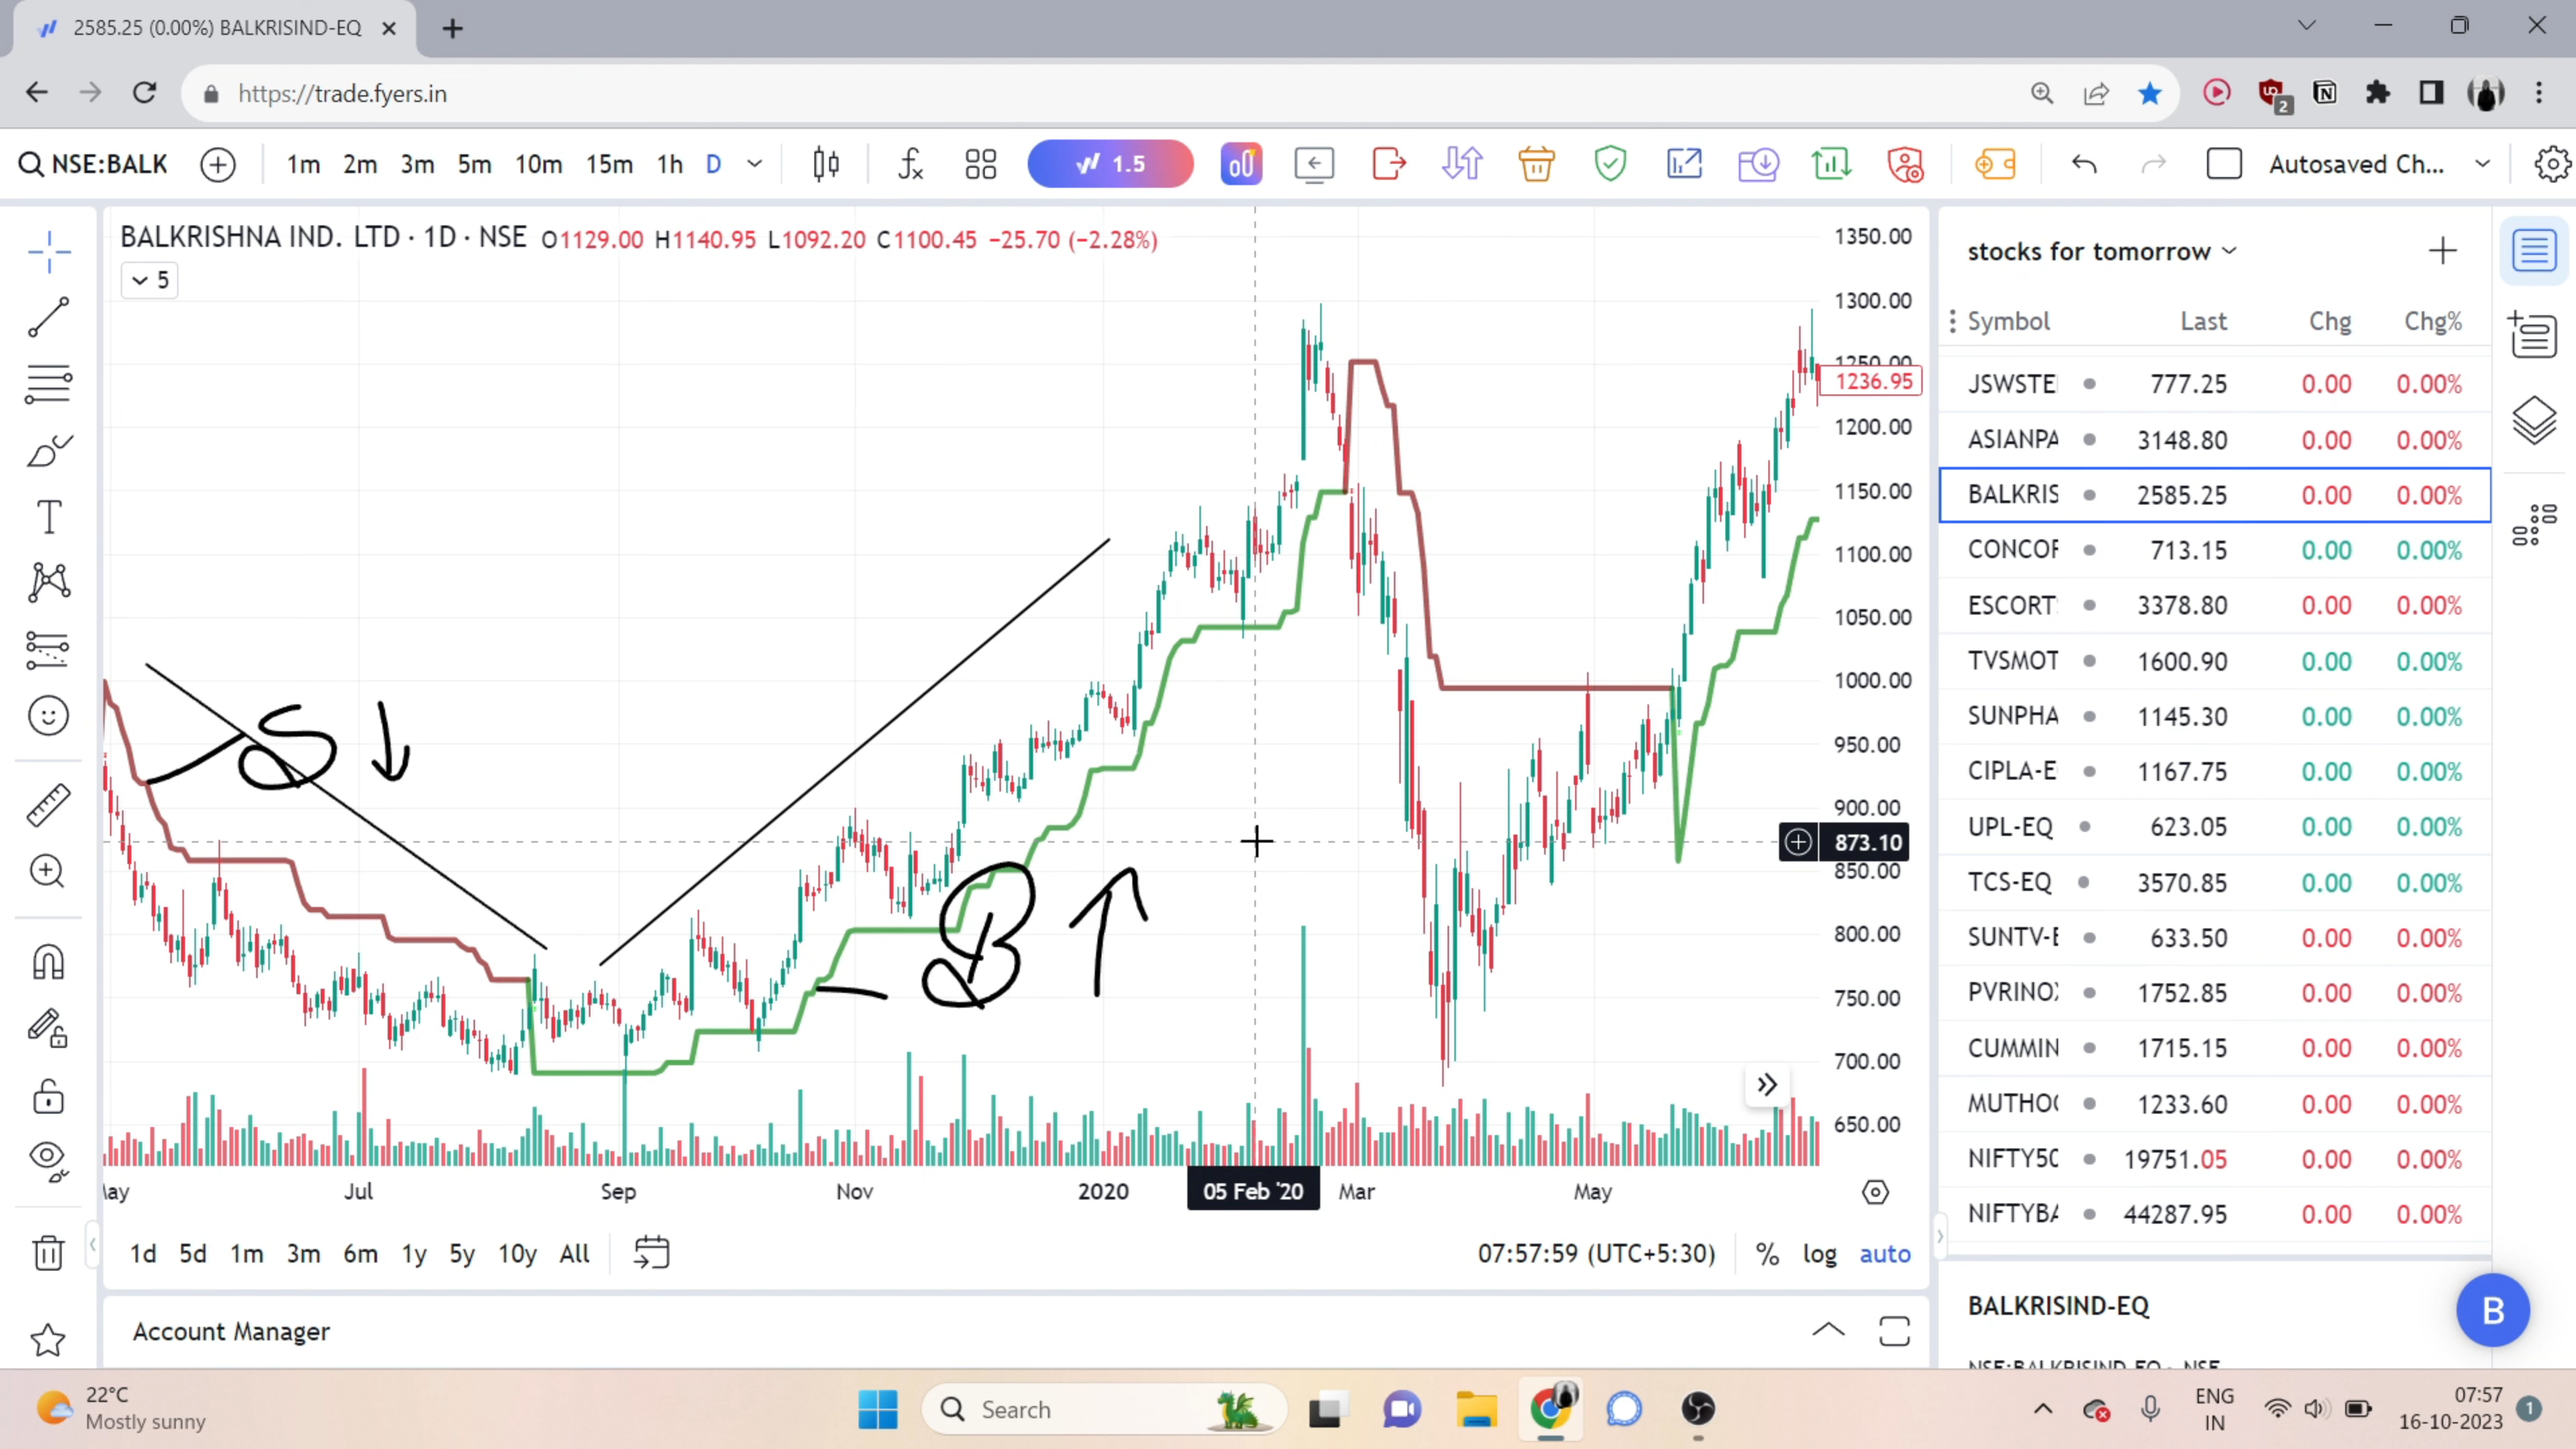 2585.25 (0.00%) BALKRISIND-EQ
https://trade.fyers.in
2
NSE:BALK 1m 2m 3m 5m 10m 15m 1h D 1.5 Autosaved Ch...
BALKRISHNA IND. LTD · 1D · NSE O1129.00 H1140.95 L1092.20 C1100.45 −25.70 (−2.28%)
5
1350.00
1300.00
1250.00
1236.95
1200.00
1150.00
1100.00
1050.00
1000.00
950.00
900.00
873.10
850.00
800.00
750.00
700.00
650.00
S
B
May Jul Sep Nov 2020 05 Feb '20 Mar May
1d 5d 1m 3m 6m 1y 5y 10y All 07:57:59 (UTC+5:30) % log auto
Account Manager
stocks for tomorrow
Symbol Last Chg Chg%
JSWSTE 777.25 0.00 0.00%
ASIANPA 3148.80 0.00 0.00%
BALKRIS 2585.25 0.00 0.00%
CONCOR 713.15 0.00 0.00%
ESCORT 3378.80 0.00 0.00%
TVSMOT 1600.90 0.00 0.00%
SUNPHA 1145.30 0.00 0.00%
CIPLA-E 1167.75 0.00 0.00%
UPL-EQ 623.05 0.00 0.00%
TCS-EQ 3570.85 0.00 0.00%
SUNTV-E 633.50 0.00 0.00%
PVRINOX 1752.85 0.00 0.00%
CUMMIN 1715.15 0.00 0.00%
MUTHOO 1233.60 0.00 0.00%
NIFTY50 19751.05 0.00 0.00%
NIFTYBA 44287.95 0.00 0.00%
BALKRISIND-EQ
B
NSE:BALKRISIND-EQ - NSE
22°C
Mostly sunny
Search
ENG
IN
07:57
16-10-2023
1